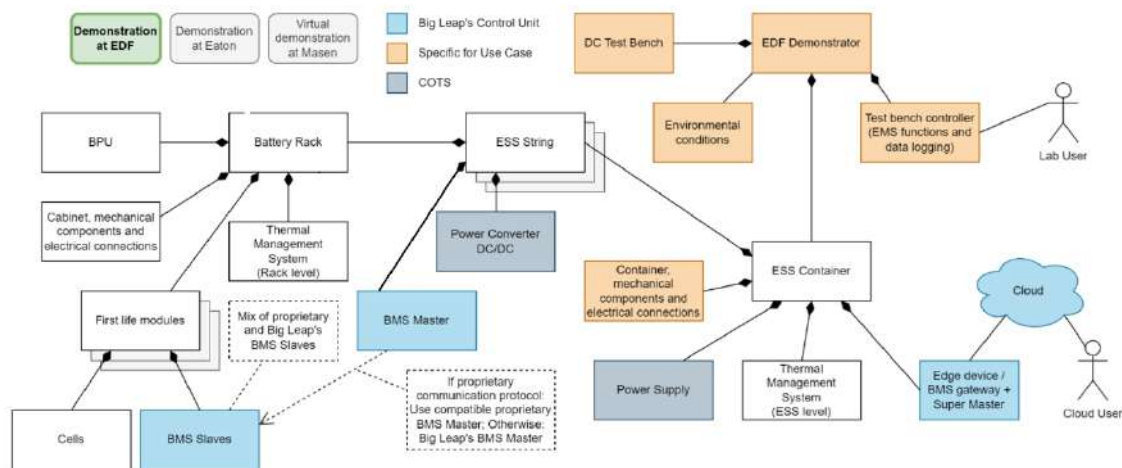 Demonstration
at EDF
Demonstration
at Eaton
Virtual
demonstration
at Masen
Big Leap's Control Unit
Specific for Use Case
COTS
DC Test Bench
EDF Demonstrator
Environmental
conditions
Test bench controller
(EMS functions and
data logging)
Lab User
BPU
Battery Rack
ESS String
Cabinet, mechanical
components and
electrical connections
Thermal
Management
System
(Rack level)
Power Converter
DC/DC
ESS Container
Container,
mechanical
components and
electrical connections
Cloud
First life modules
Mix of proprietary
and Big Leap's
BMS Slaves
BMS Master
If proprietary
communication protocol:
Use compatible proprietary
BMS Master; Otherwise:
Big Leap's BMS Master
Power Supply
Thermal
Management
System
(ESS level)
Edge device /
BMS gateway +
Super Master
Cloud User
Cells
BMS Slaves